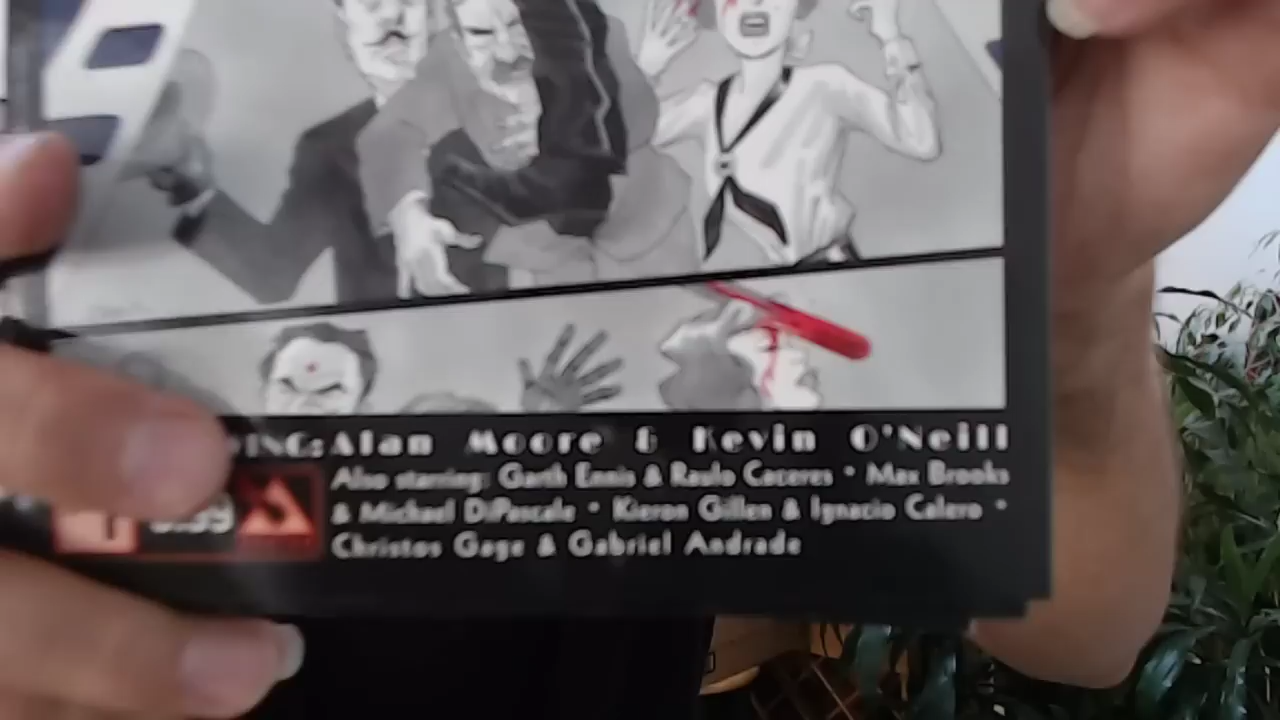 Alan Moore & Kevin O'Neill
Also starring: Garth Ennis & Raulo Caceres • Max Brooks
& Michael DiPascale • Kieron Gillen & Ignacio Calero •
Christos Gage & Gabriel Andrade